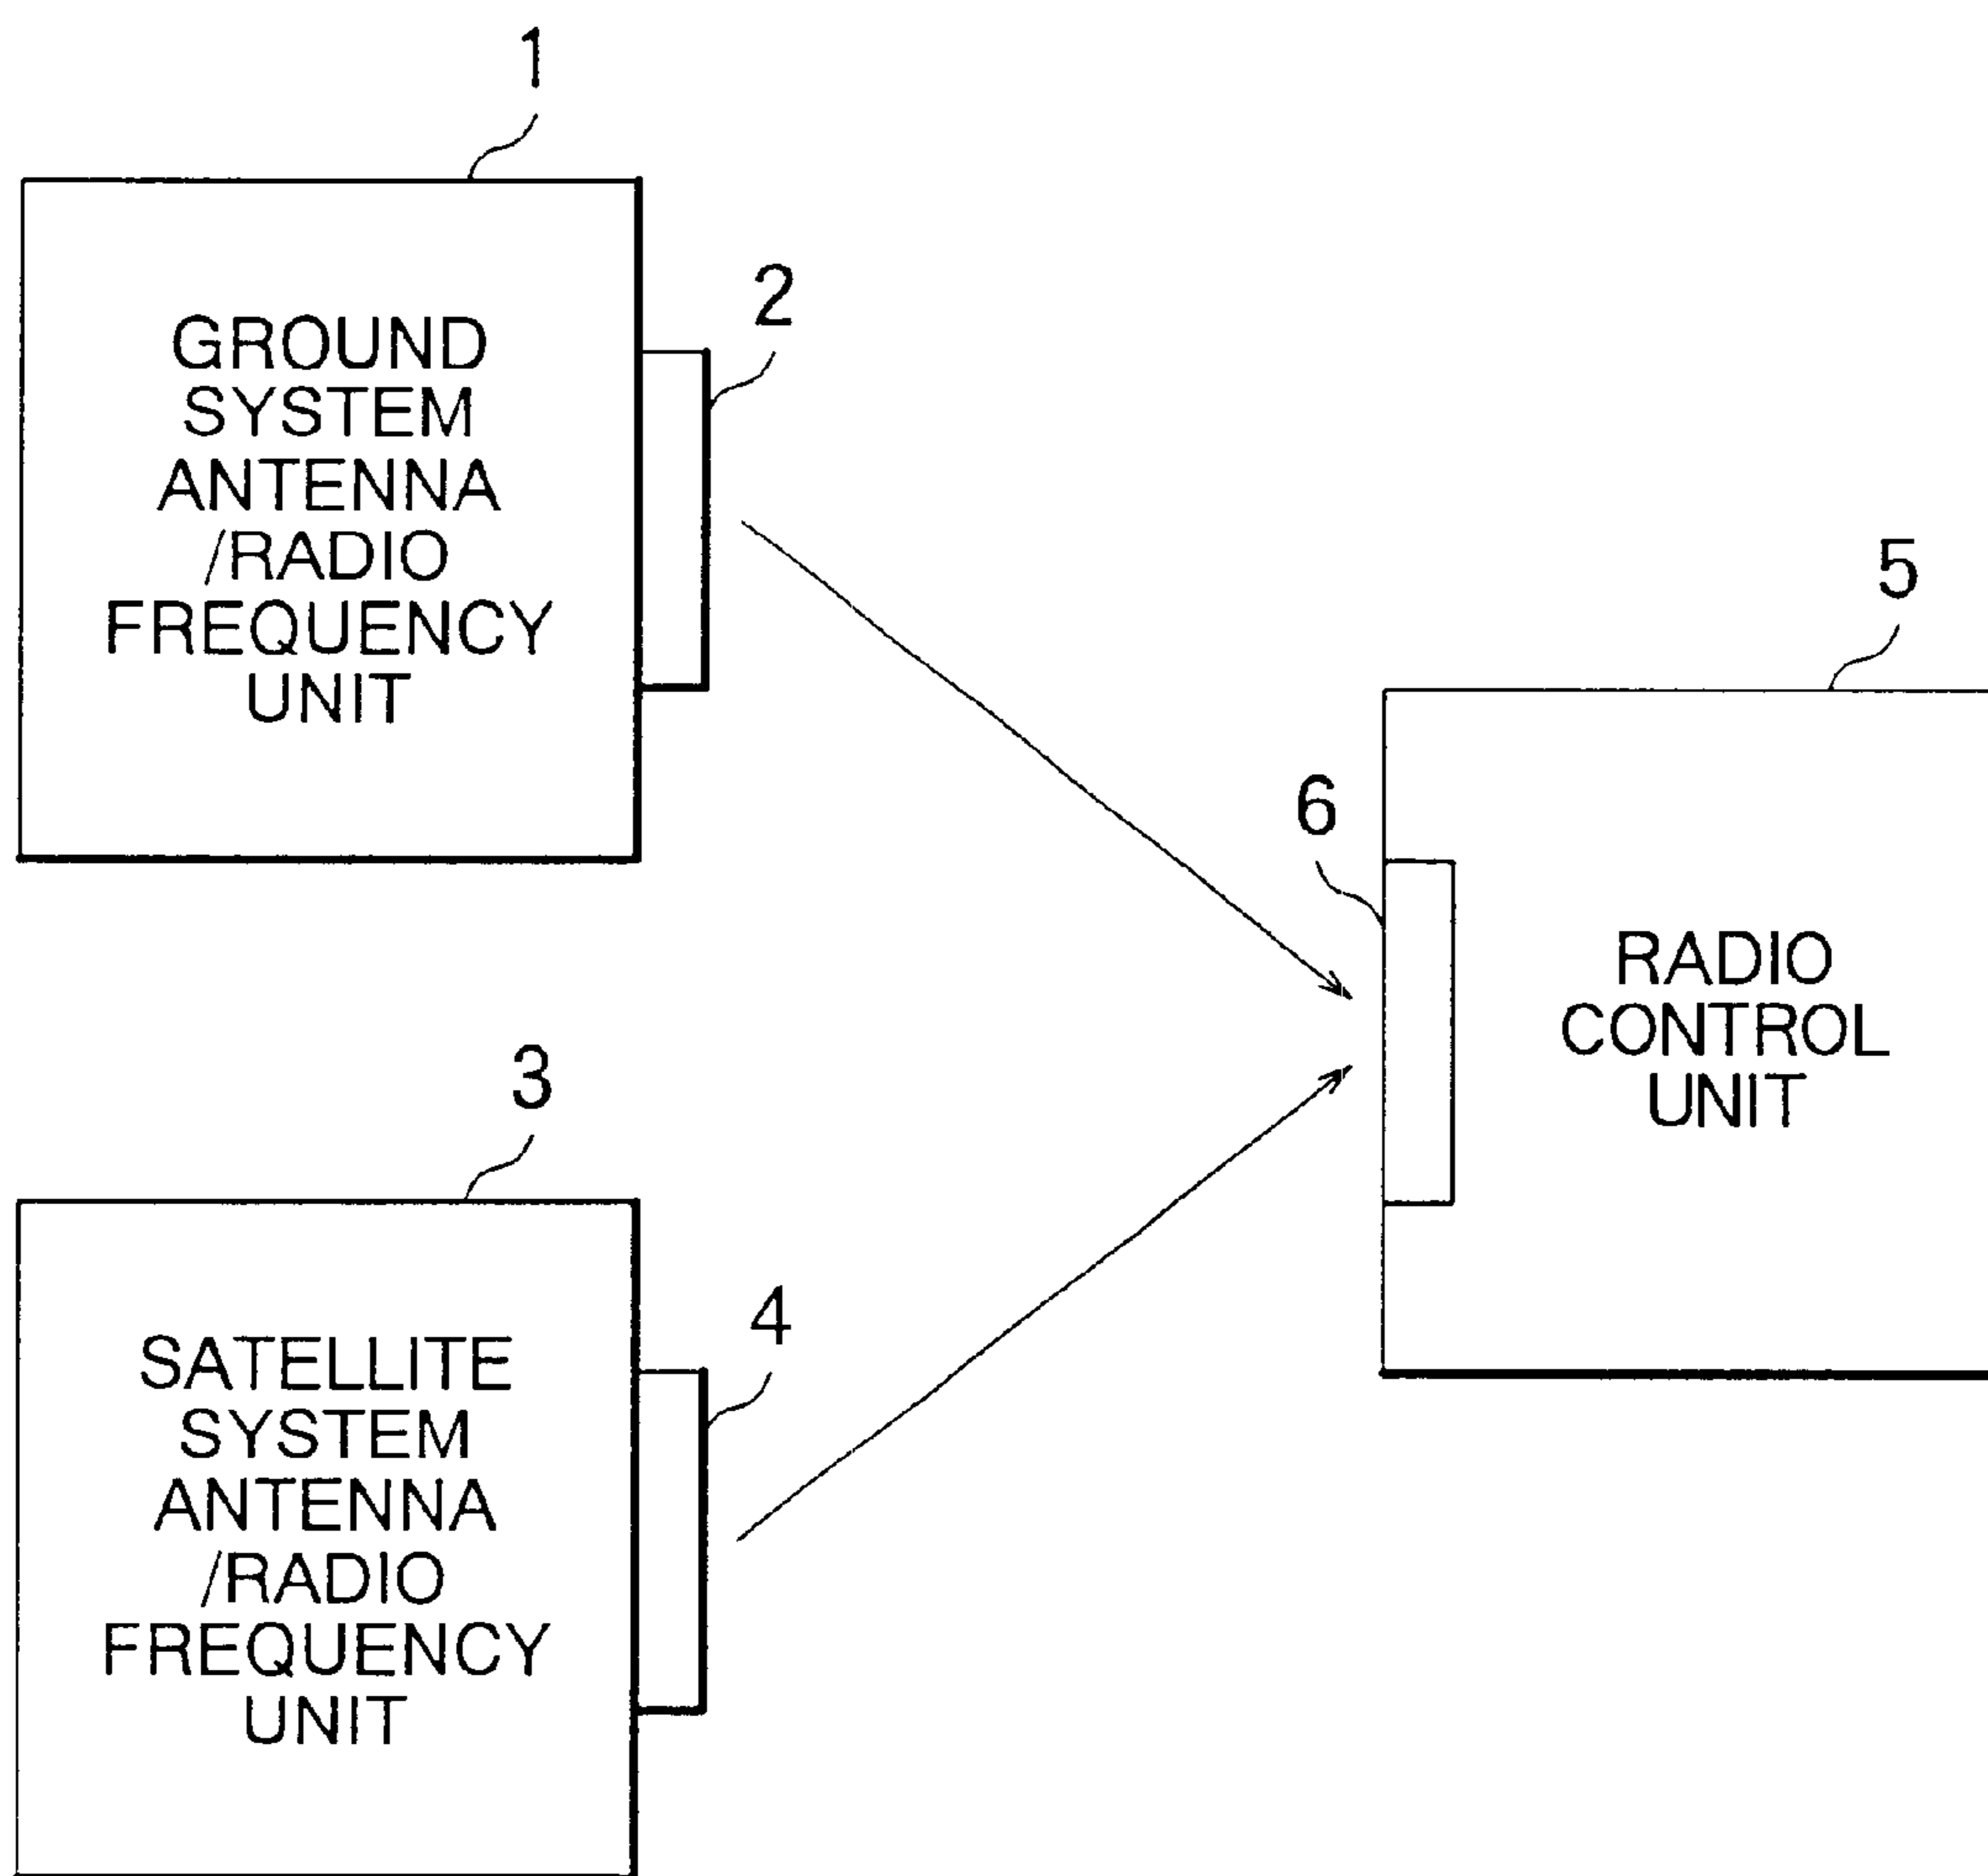 1
GROUND
SYSTEM
ANTENNA
/RADIO
FREQUENCY
UNIT
2
3
SATELLITE
SYSTEM
ANTENNA
/RADIO
FREQUENCY
UNIT
4
5
6
RADIO
CONTROL
UNIT